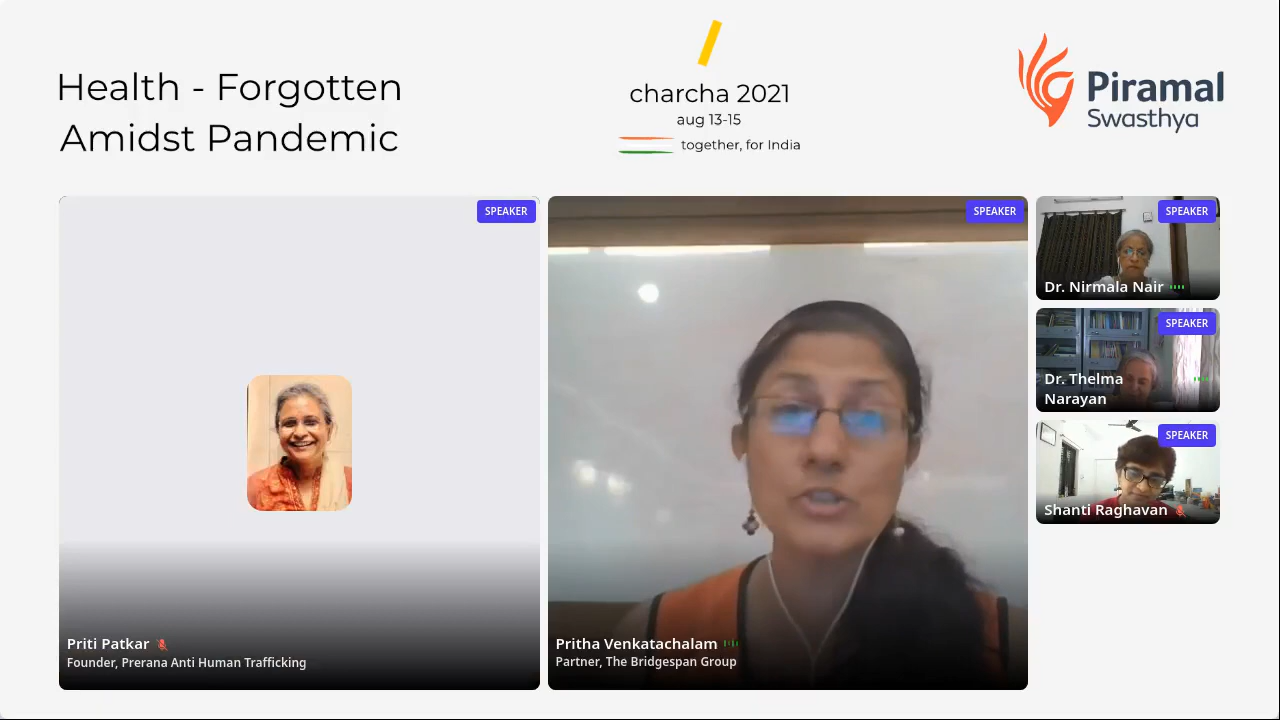 Health - Forgotten
Amidst Pandemic
charcha 2021
aug 13-15
together, for India
Piramal
Swasthya
SPEAKER
Priti Patkar
Founder, Prerana Anti Human Trafficking
SPEAKER
Pritha Venkatachalam
Partner, The Bridgespan Group
SPEAKER
Dr. Nirmala Nair
SPEAKER
Dr. Thelma
Narayan
SPEAKER
Shanti Raghavan